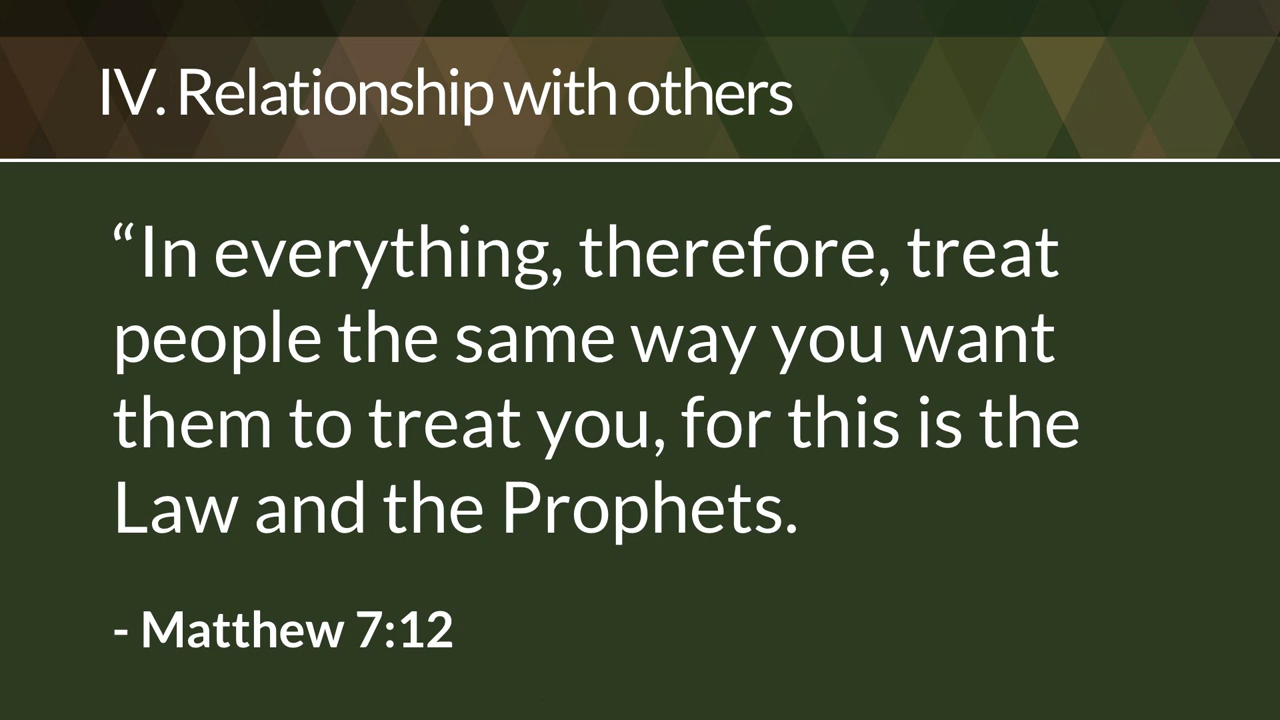 IV. Relationship with others
“In everything, therefore, treat
people the same way you want
them to treat you, for this is the
Law and the Prophets.
- Matthew 7:12